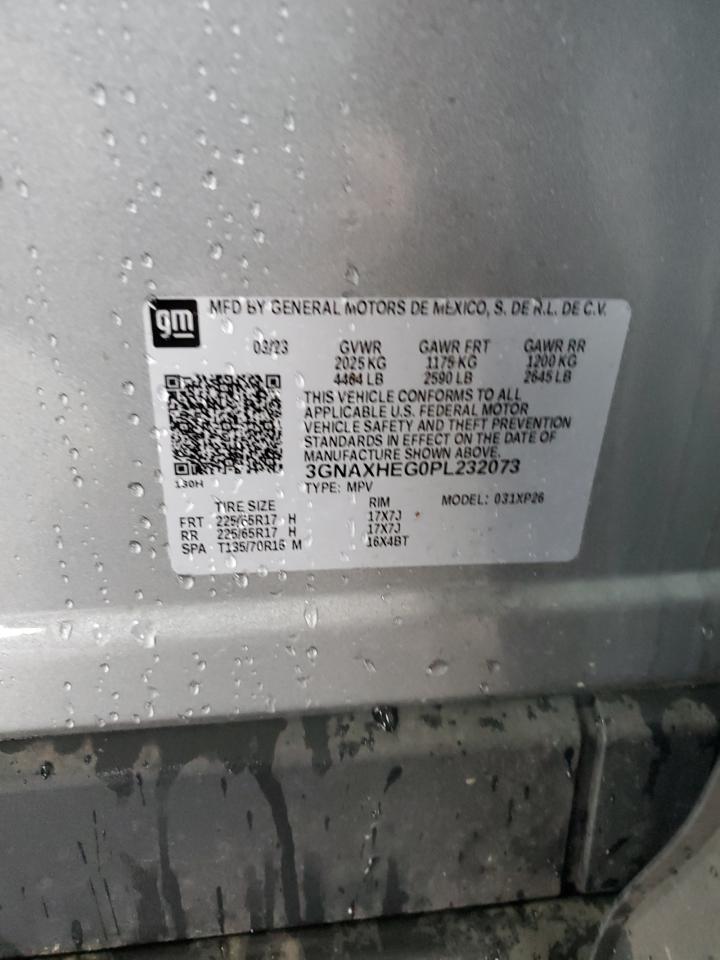 gm
MFD BY GENERAL MOTORS DE MEXICO, S. DE R.L. DE C.V.
03/23 GVWR GAWR FRT GAWR RR
2025 KG 1175 KG 1200 KG
4464 LB 2590 LB 2645 LB
THIS VEHICLE CONFORMS TO ALL
APPLICABLE U.S. FEDERAL MOTOR
VEHICLE SAFETY AND THEFT PREVENTION
STANDARDS IN EFFECT ON THE DATE OF
MANUFACTURE SHOWN ABOVE.
3GNAXHEG0PL232073
130H
TYPE: MPV
TIRE SIZE RIM MODEL: 031XP26
FRT 225/65R17 H 17X7J
RR 225/65R17 H 17X7J
SPA T135/70R16 M 16X4BT